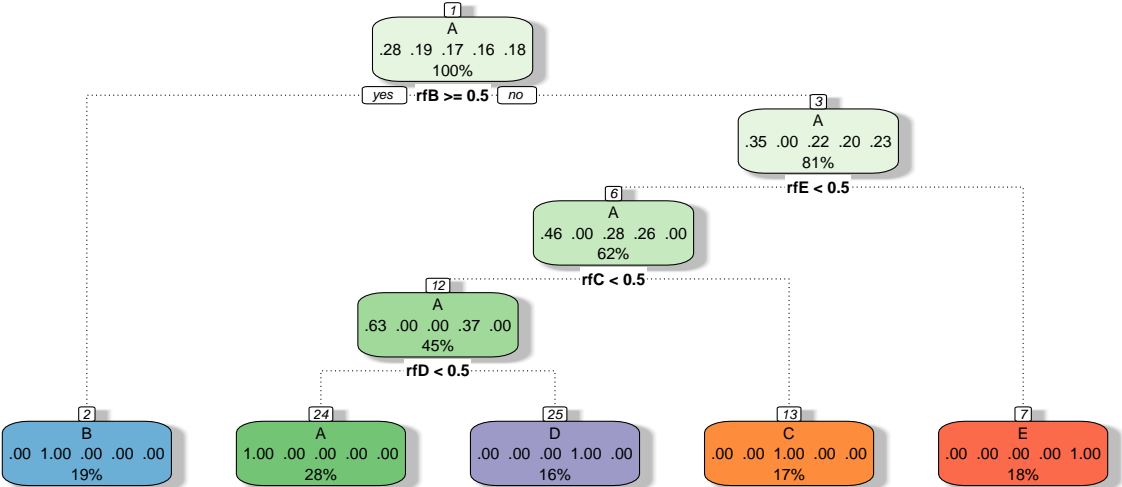 1
A
.28 .19 .17 .16 .18
100%
yes rfB >= 0.5 no
3
A
.35 .00 .22 .20 .23
81%
rfE < 0.5
6
A
.46 .00 .28 .26 .00
62%
rfC < 0.5
12
A
.63 .00 .00 .37 .00
45%
rfD < 0.5
2
B
.00 1.00 .00 .00 .00
19%
24
A
1.00 .00 .00 .00 .00
28%
25
D
.00 .00 .00 1.00 .00
16%
13
C
.00 .00 1.00 .00 .00
17%
7
E
.00 .00 .00 .00 1.00
18%